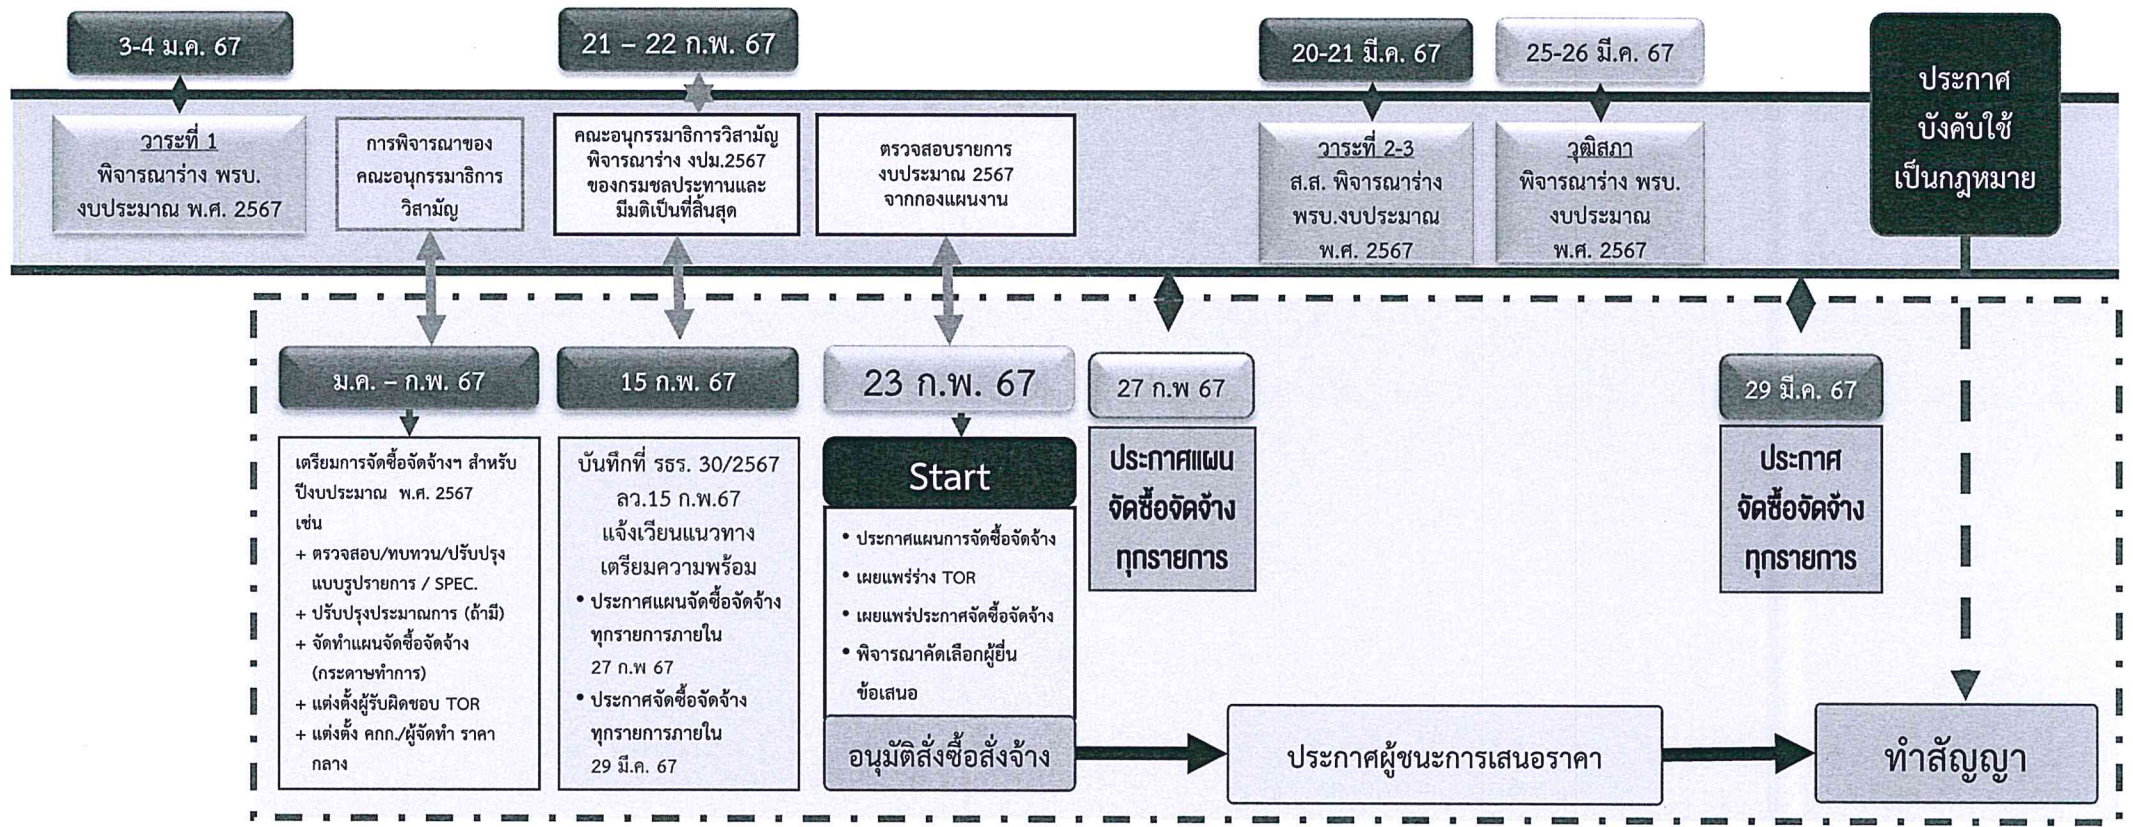 3-4 ม.ค. 67
21 – 22 ก.พ. 67
20-21 มี.ค. 67
25-26 มี.ค. 67
ประกาศ
บังคับใช้
เป็นกฎหมาย
วาระที่ 1
พิจารณาร่าง พรบ.
งบประมาณ พ.ศ. 2567
การพิจารณาของ
คณะอนุกรรมาธิการ
วิสามัญ
คณะอนุกรรมาธิการวิสามัญ
พิจารณาร่าง งปม.2567
ของกรมชลประทานและ
มีมติเป็นที่สิ้นสุด
ตรวจสอบรายการ
งบประมาณ 2567
จากกองแผนงาน
วาระที่ 2-3
ส.ส. พิจารณาร่าง
พรบ.งบประมาณ
พ.ศ. 2567
วุฒิสภา
พิจารณาร่าง พรบ.
งบประมาณ
พ.ศ. 2567
ม.ค. – ก.พ. 67
เตรียมการจัดซื้อจัดจ้างฯ สำหรับ
ปีงบประมาณ พ.ศ. 2567
เช่น
+ ตรวจสอบ/ทบทวน/ปรับปรุง
แบบรูปรายการ / SPEC.
+ ปรับปรุงประมาณการ (ถ้ามี)
+ จัดทำแผนจัดซื้อจัดจ้าง
(กระดาษทำการ)
+ แต่งตั้งผู้รับผิดชอบ TOR
+ แต่งตั้ง คกก./ผู้จัดทำ ราคา
กลาง
15 ก.พ. 67
บันทึกที่ รธร. 30/2567
ลว.15 ก.พ.67
แจ้งเวียนแนวทาง
เตรียมความพร้อม
• ประกาศแผนจัดซื้อจัดจ้าง
ทุกรายการภายใน
27 ก.พ 67
• ประกาศจัดซื้อจัดจ้าง
ทุกรายการภายใน
29 มี.ค. 67
23 ก.พ. 67
Start
• ประกาศแผนการจัดซื้อจัดจ้าง
• เผยแพร่ร่าง TOR
• เผยแพร่ประกาศจัดซื้อจัดจ้าง
• พิจารณาคัดเลือกผู้ยื่น
ข้อเสนอ
อนุมัติสั่งซื้อสั่งจ้าง
27 ก.พ 67
ประกาศแผน
จัดซื้อจัดจ้าง
ทุกรายการ
29 มี.ค. 67
ประกาศ
จัดซื้อจัดจ้าง
ทุกรายการ
ประกาศผู้ชนะการเสนอราคา
ทำสัญญา